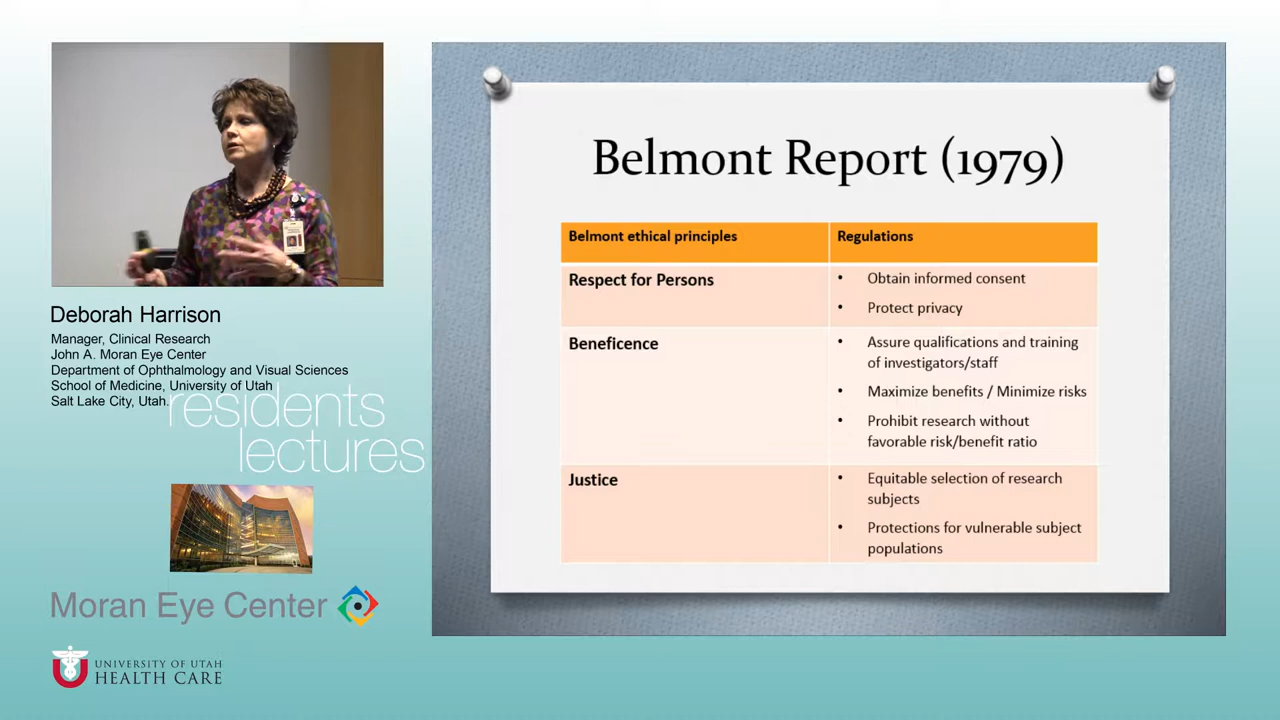 Deborah Harrison
Manager, Clinical Research
John A. Moran Eye Center
Department of Ophthalmology and Visual Sciences
School of Medicine, University of Utah
Salt Lake City, Utah.
residents
lectures
Moran Eye Center
UNIVERSITY OF UTAH
HEALTH CARE
Belmont Report (1979)
Belmont ethical principles
Regulations
Respect for Persons
• Obtain informed consent
• Protect privacy
Beneficence
• Assure qualifications and training
of investigators/staff
• Maximize benefits / Minimize risks
• Prohibit research without
favorable risk/benefit ratio
Justice
• Equitable selection of research
subjects
• Protections for vulnerable subject
populations